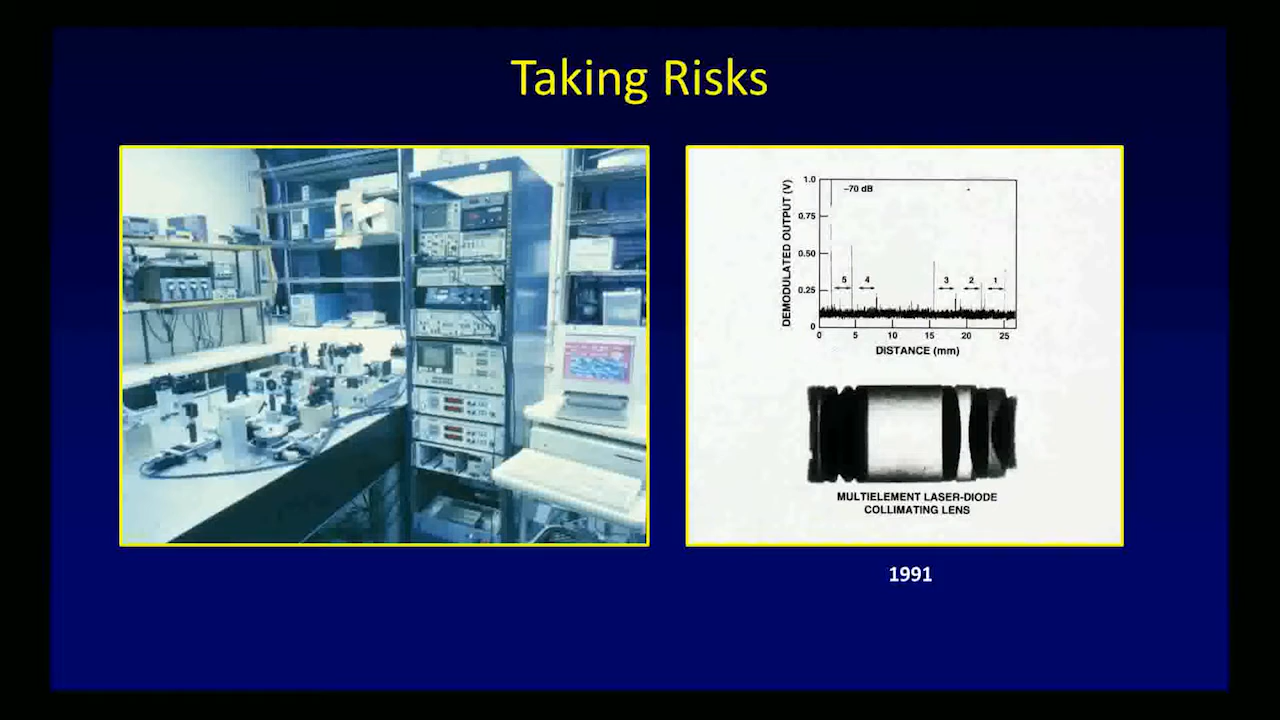 Taking Risks
1.0
0.75
0.50
0.25
0
DEMODULATED OUTPUT (V)
–70 dB
5
4
3
2
1
0
5
10
15
20
25
DISTANCE (mm)
MULTIELEMENT LASER-DIODE
COLLIMATING LENS
1991